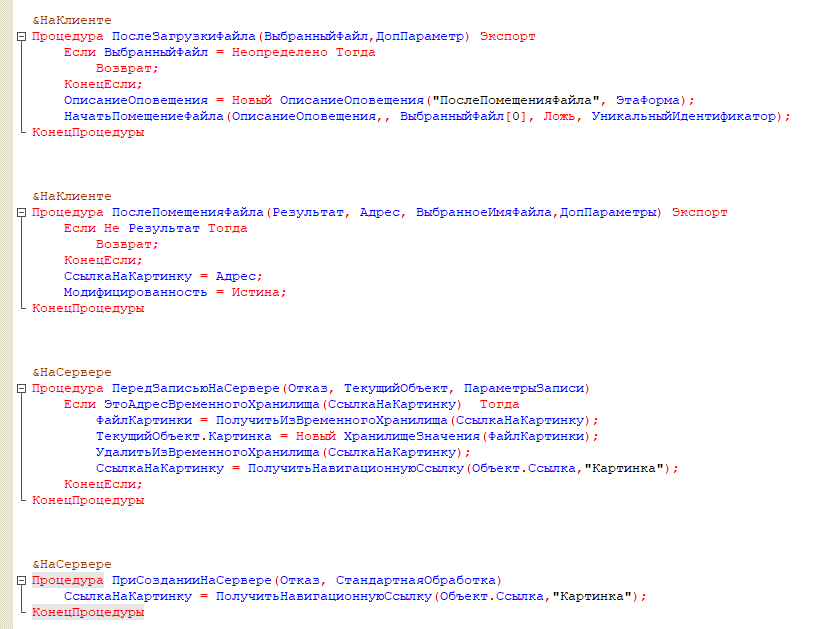 &НаКлиенте
Процедура ПослеЗагрузкиФайла(ВыбранныйФайл,ДопПараметр) Экспорт
Если ВыбранныйФайл = Неопределено Тогда
Возврат;
КонецЕсли;
ОписаниеОповещения = Новый ОписаниеОповещения("ПослеПомещенияФайла", ЭтаФорма);
НачатьПомещениеФайла(ОписаниеОповещения,, ВыбранныйФайл[0], Ложь, УникальныйИдентификатор);
КонецПроцедуры
&НаКлиенте
Процедура ПослеПомещенияФайла(Результат, Адрес, ВыбранноеИмяФайла,ДопПараметры) Экспорт
Если Не Результат Тогда
Возврат;
КонецЕсли;
СсылкаНаКартинку = Адрес;
Модифицированность = Истина;
КонецПроцедуры
&НаСервере
Процедура ПередЗаписьюНаСервере(Отказ, ТекущийОбъект, ПараметрыЗаписи)
Если ЭтоАдресВременногоХранилища(СсылкаНаКартинку)  Тогда
ФайлКартинки = ПолучитьИзВременногоХранилища(СсылкаНаКартинку);
ТекущийОбъект.Картинка = Новый ХранилищеЗначения(ФайлКартинки);
УдалитьИзВременногоХранилища(СсылкаНаКартинку);
СсылкаНаКартинку = ПолучитьНавигационнуюСсылку(Объект.Ссылка,"Картинка");
КонецЕсли;
КонецПроцедуры
&НаСервере
Процедура ПриСозданииНаСервере(Отказ, СтандартнаяОбработка)
СсылкаНаКартинку = ПолучитьНавигационнуюСсылку(Объект.Ссылка,"Картинка");
КонецПроцедуры